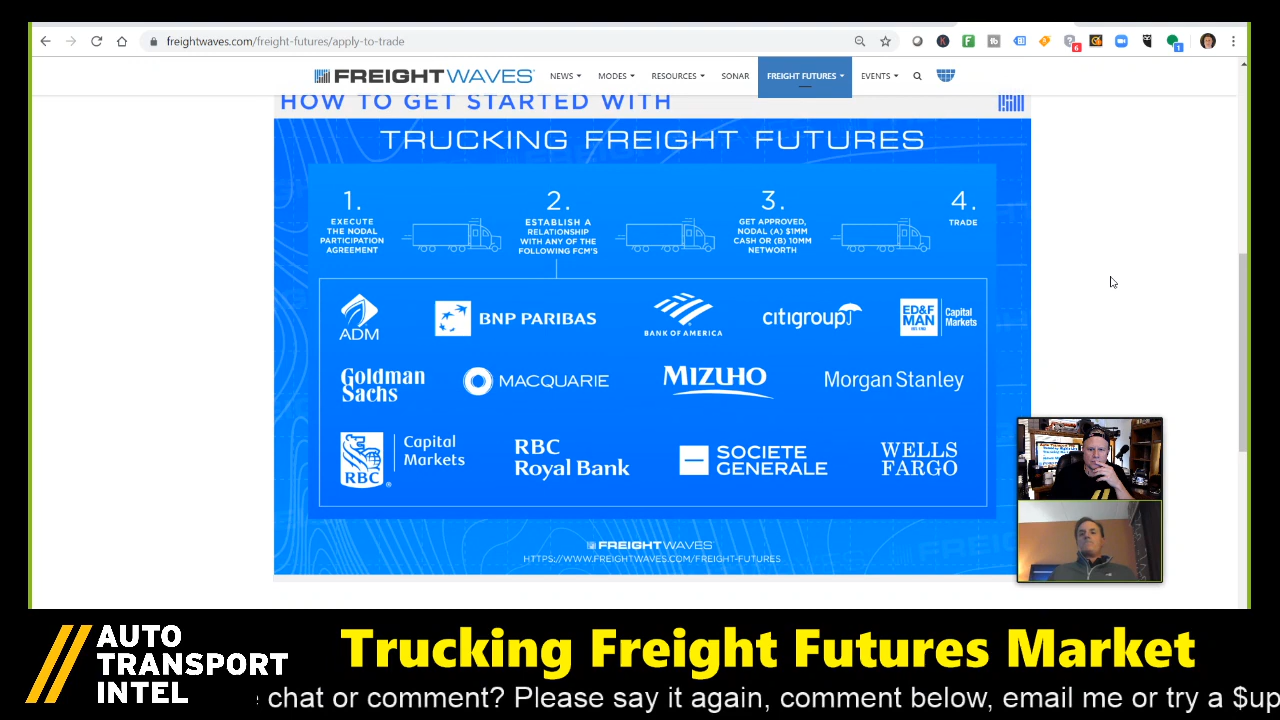 freightwaves.com/freight-futures/apply-to-trade
6
1
FREIGHTWAVES
NEWS MODES RESOURCES SONAR FREIGHT FUTURES EVENTS
HOW TO GET STARTED WITH
TRUCKING FREIGHT FUTURES
1.
EXECUTE
THE NODAL
PARTICIPATION
AGREEMENT
2.
ESTABLISH A
RELATIONSHIP
WITH ANY OF THE
FOLLOWING FCM'S
3.
GET APPROVED,
NODAL (A) $1MM
CASH OR (B) 10MM
NETWORTH
4.
TRADE
ADM
BNP PARIBAS
BANK OF AMERICA
citigroup
ED&F
MAN
Capital
Markets
Goldman
Sachs
MACQUARIE
MIZUHO
Morgan Stanley
RBC
Capital
Markets
RBC
Royal Bank
SOCIETE
GENERALE
WELLS
FARGO
FREIGHTWAVES
HTTPS://WWW.FREIGHTWAVES.COM/FREIGHT-FUTURES
AUTO
TRANSPORT
INTEL
Trucking Freight Futures Market
chat or comment? Please say it again, comment below, email me or try a $up